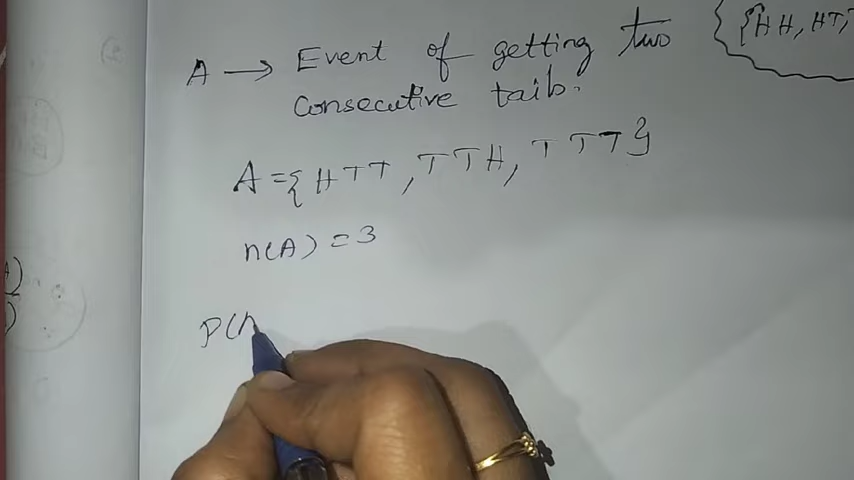 {HH, HT,
A → Event of getting two
consecutive tails.
A = {HTT, TTH, TTT}
n(A) = 3
P(A